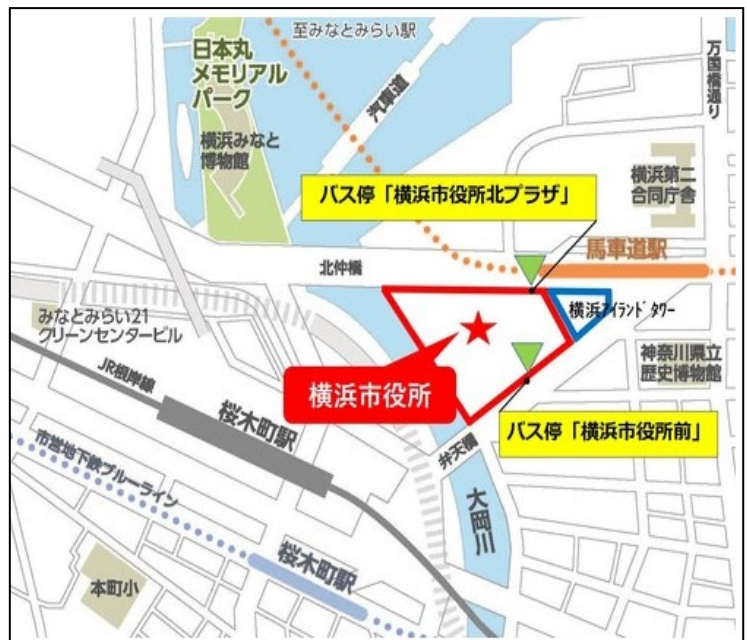 至みなとみらい駅
日本丸
メモリアル
パーク
汽車道
万国橋通り
横浜みなと
博物館
横浜第二
合同庁舎
バス停「横浜市役所北プラザ」
馬車道駅
北仲橋
横浜アイランドタワー
みなとみらい21
クリーンセンタービル
神奈川県立
歴史博物館
JR根岸線
横浜市役所
桜木町駅
バス停「横浜市役所前」
弁天橋
市営地下鉄ブルーライン
大岡川
桜木町駅
本町小